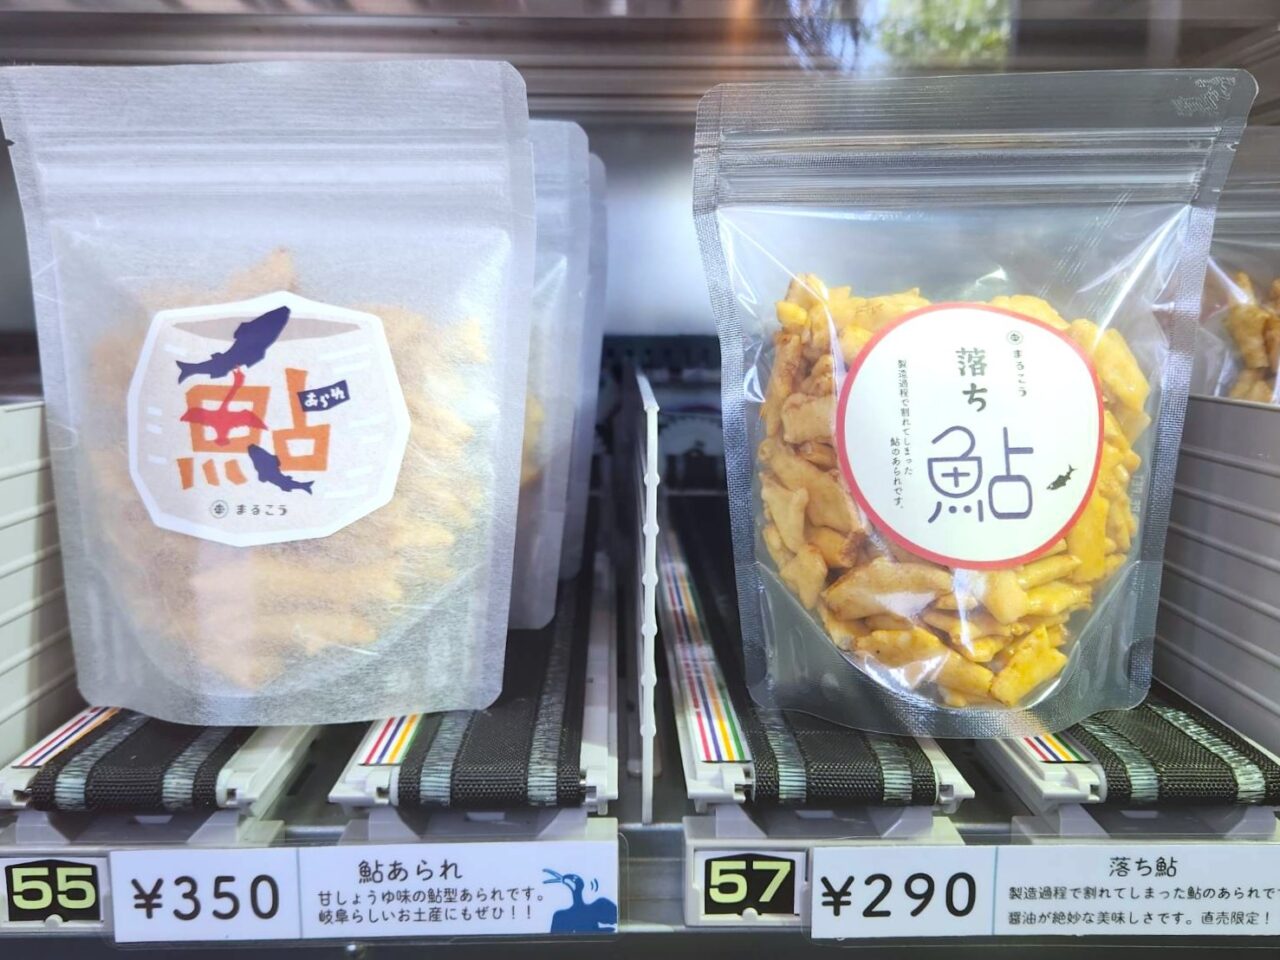 鮎
あられ
まるこう
まるこう
落ち
鮎
製造過程で割れてしまった
鮎のあられです。
55
¥350
鮎あられ
甘しょうゆ味の鮎型あられです。
岐阜らしいお土産にもぜひ！！
57
¥290
落ち鮎
製造過程で割れてしまった鮎のあられで
醤油が絶妙な美味しさです。直売限定！